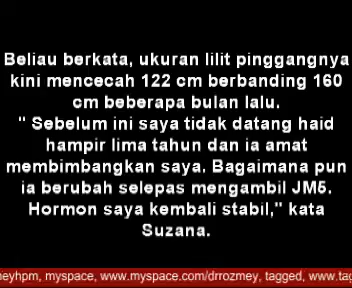 Beliau berkata, ukuran lilit pinggangnya
kini mencecah 122 cm berbanding 160
cm beberapa bulan lalu.
" Sebelum ini saya tidak datang haid
hampir lima tahun dan ia amat
membimbangkan saya. Bagaimana pun
ia berubah selepas mengambil JM5.
Hormon saya kembali stabil," kata
Suzana.
neyhpm, myspace, www.myspace.com/drrozmey, tagged, www.tag